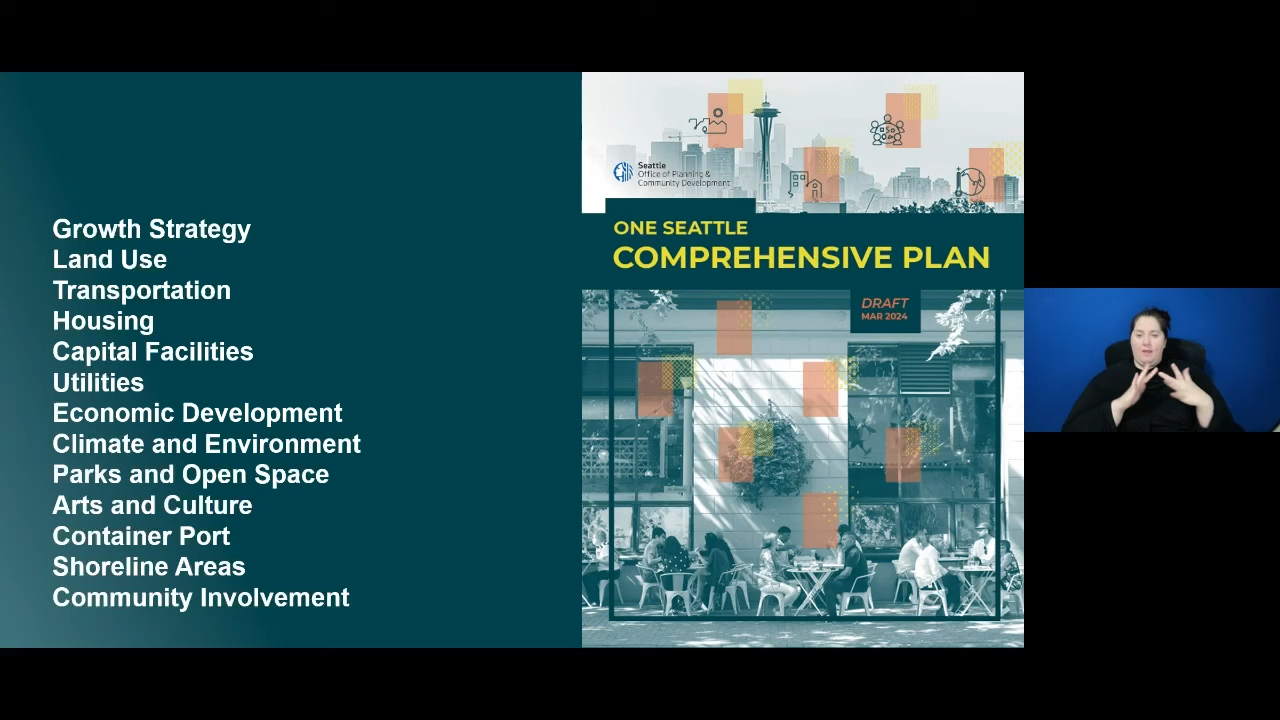 Growth Strategy
Land Use
Transportation
Housing
Capital Facilities
Utilities
Economic Development
Climate and Environment
Parks and Open Space
Arts and Culture
Container Port
Shoreline Areas
Community Involvement
Seattle
Office of Planning &
Community Development
ONE SEATTLE
COMPREHENSIVE PLAN
DRAFT
MAR 2024